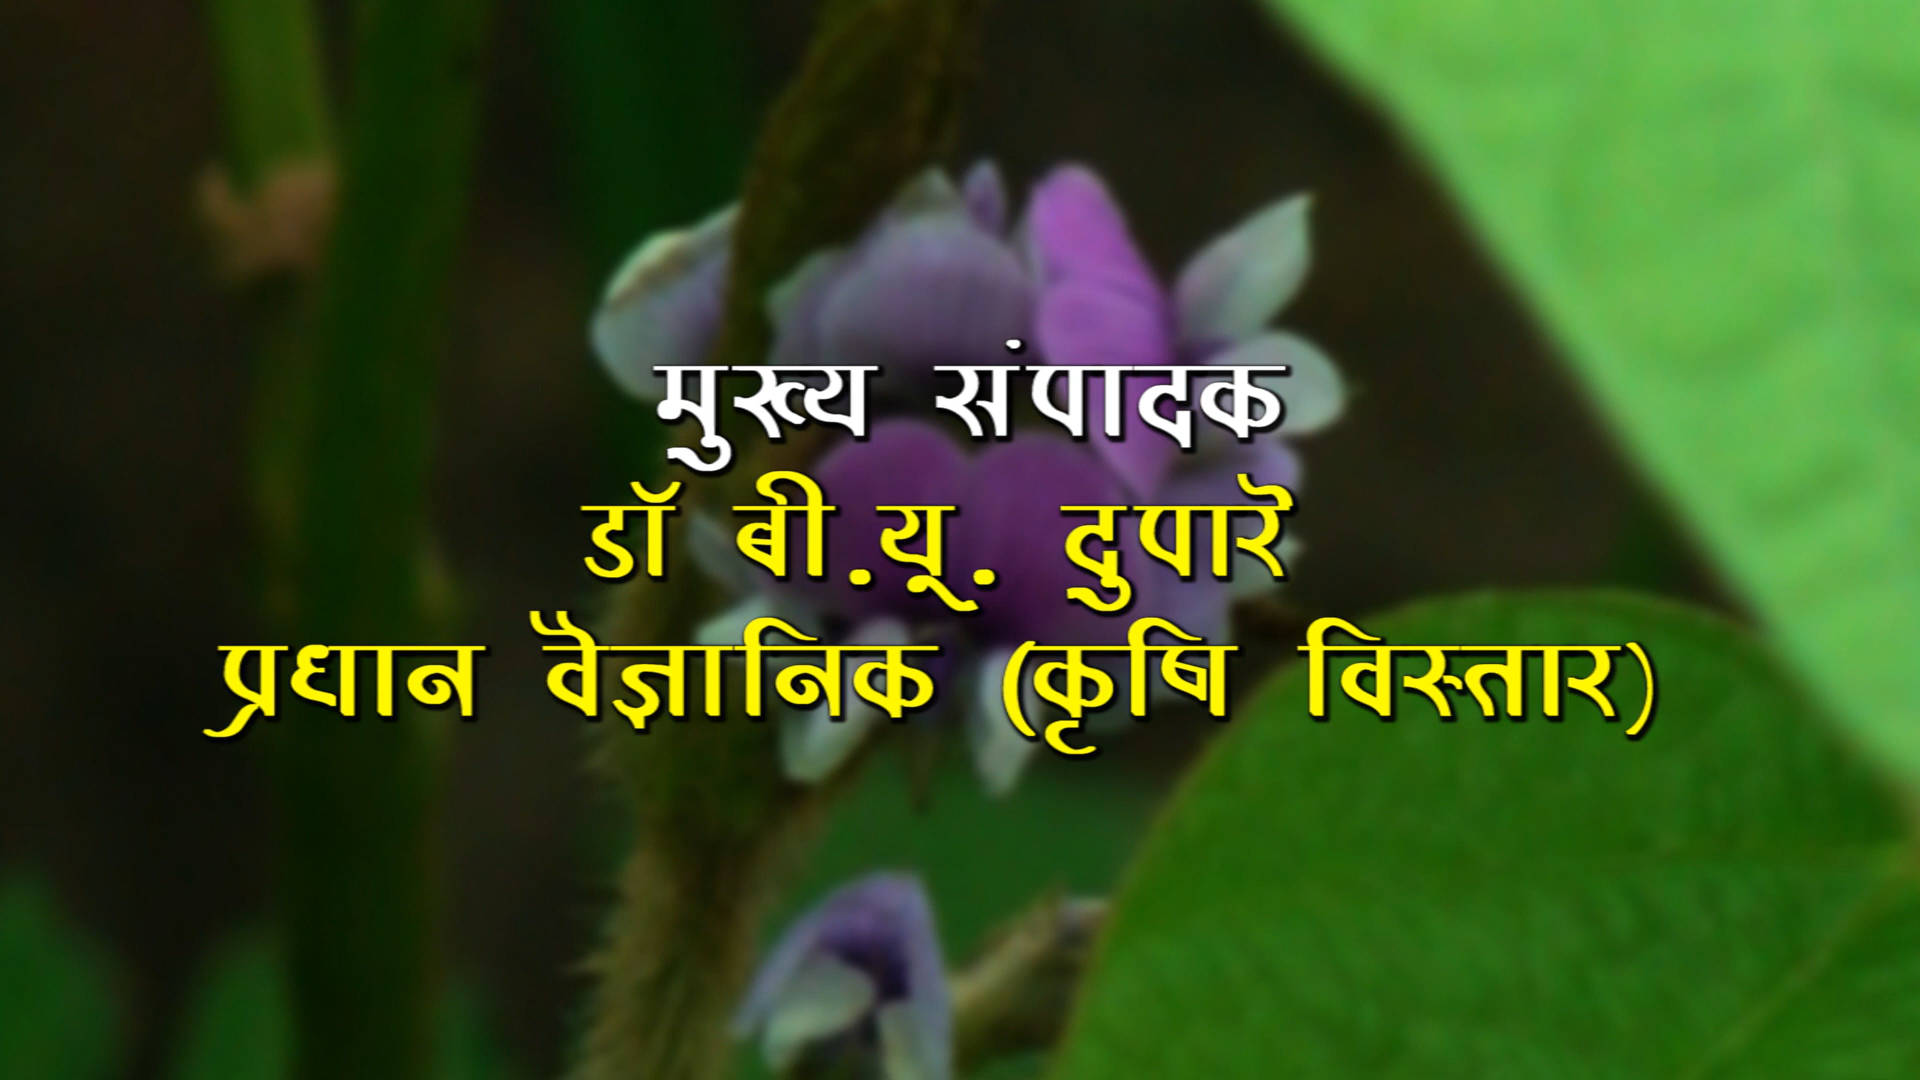 मुख्य संपादक
डॉ बी.यू. दुपारे
प्रधान वैज्ञानिक (कृषि विस्तार)